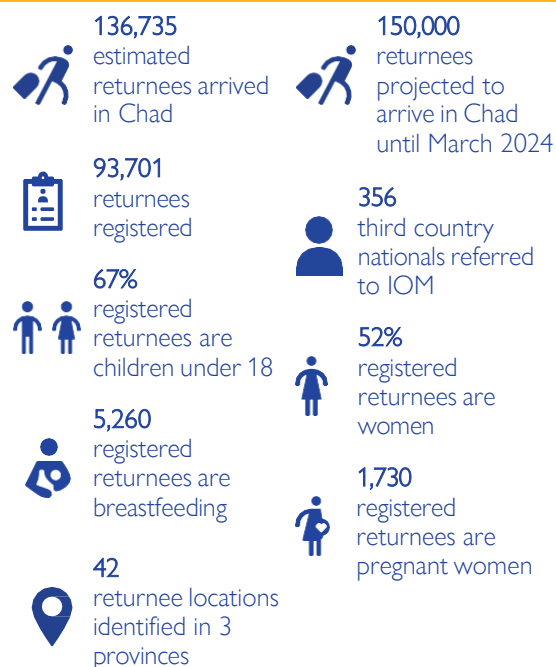 136,735
estimated
returnees arrived
in Chad
93,701
returnees
registered
67%
registered
returnees are
children under 18
5,260
registered
returnees are
breastfeeding
42
returnee locations
identified in 3
provinces
150,000
returnees
projected to
arrive in Chad
until March 2024
356
third country
nationals referred
to IOM
52%
registered
returnees are
women
1,730
registered
returnees are
pregnant women